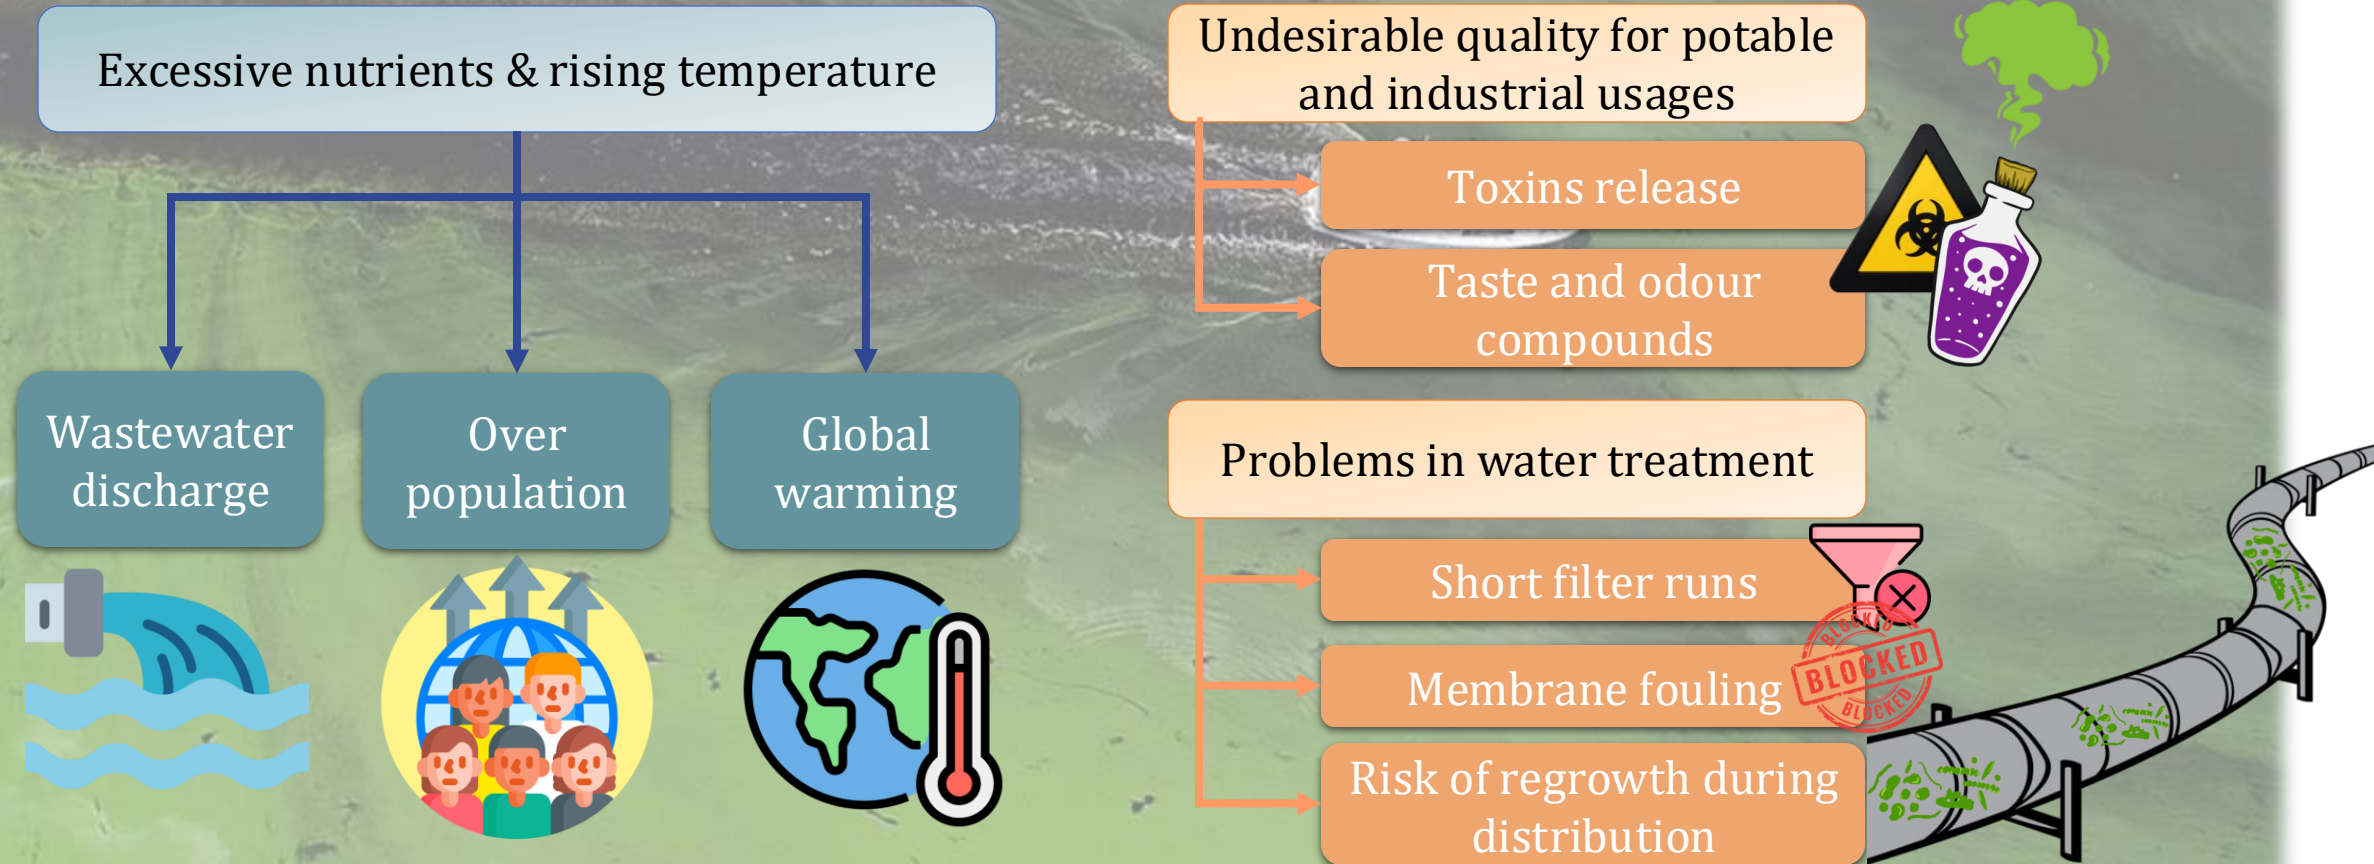 Excessive nutrients & rising temperature
Wastewater
discharge
Over
population
Global
warming
Undesirable quality for potable
and industrial usages
Toxins release
Taste and odour
compounds
Problems in water treatment
Short filter runs
Membrane fouling
Risk of regrowth during
distribution
BLOCKED
BLOCKED
BLOCKED